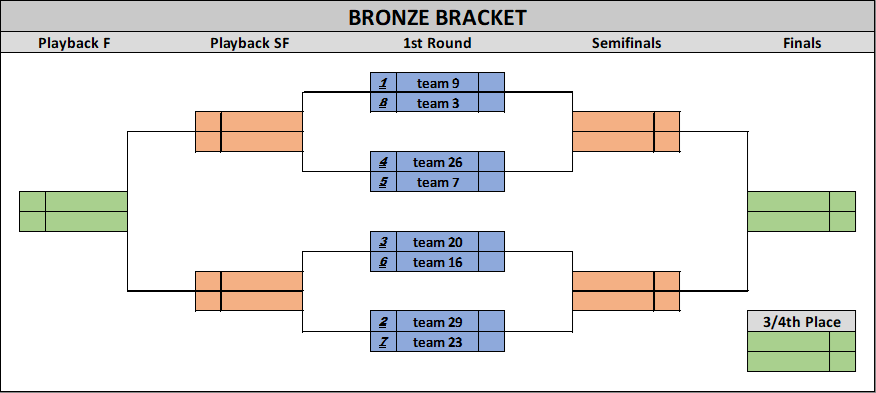 BRONZE BRACKET
Playback F Playback SF 1st Round Semifinals Finals
1 team 9
8 team 3
4 team 26
5 team 7
3 team 20
6 team 16
2 team 29
7 team 23
3/4th Place